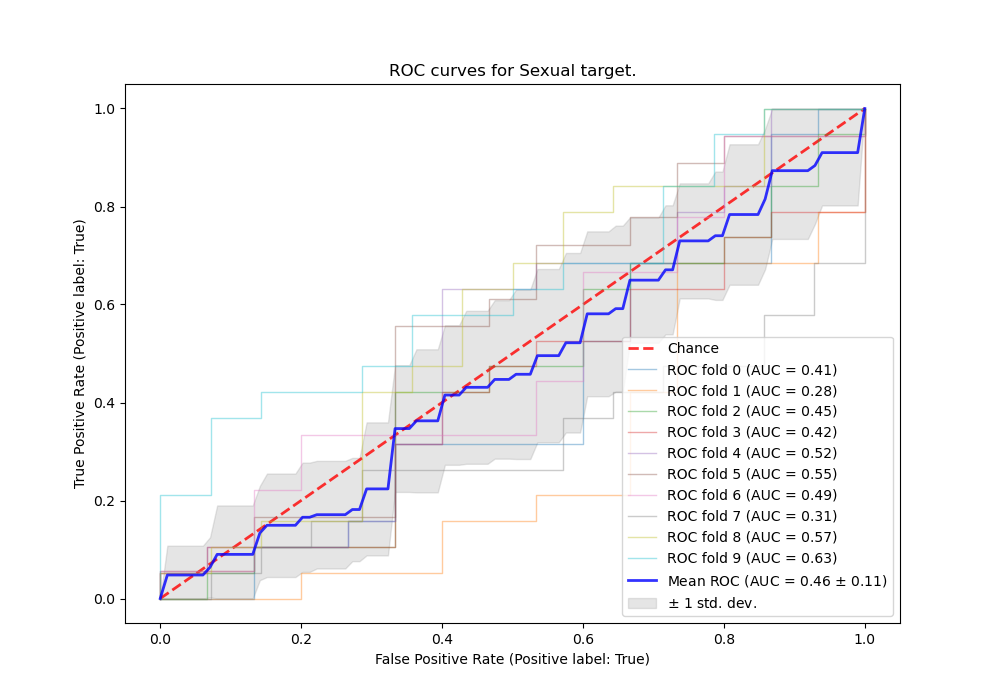 ROC curves for Sexual target.
True Positive Rate (Positive label: True)
1.0
0.8
0.6
0.4
0.2
0.0
0.0 0.2 0.4 0.6 0.8 1.0
False Positive Rate (Positive label: True)
Chance
ROC fold 0 (AUC = 0.41)
ROC fold 1 (AUC = 0.28)
ROC fold 2 (AUC = 0.45)
ROC fold 3 (AUC = 0.42)
ROC fold 4 (AUC = 0.52)
ROC fold 5 (AUC = 0.55)
ROC fold 6 (AUC = 0.49)
ROC fold 7 (AUC = 0.31)
ROC fold 8 (AUC = 0.57)
ROC fold 9 (AUC = 0.63)
Mean ROC (AUC = 0.46 ± 0.11)
± 1 std. dev.